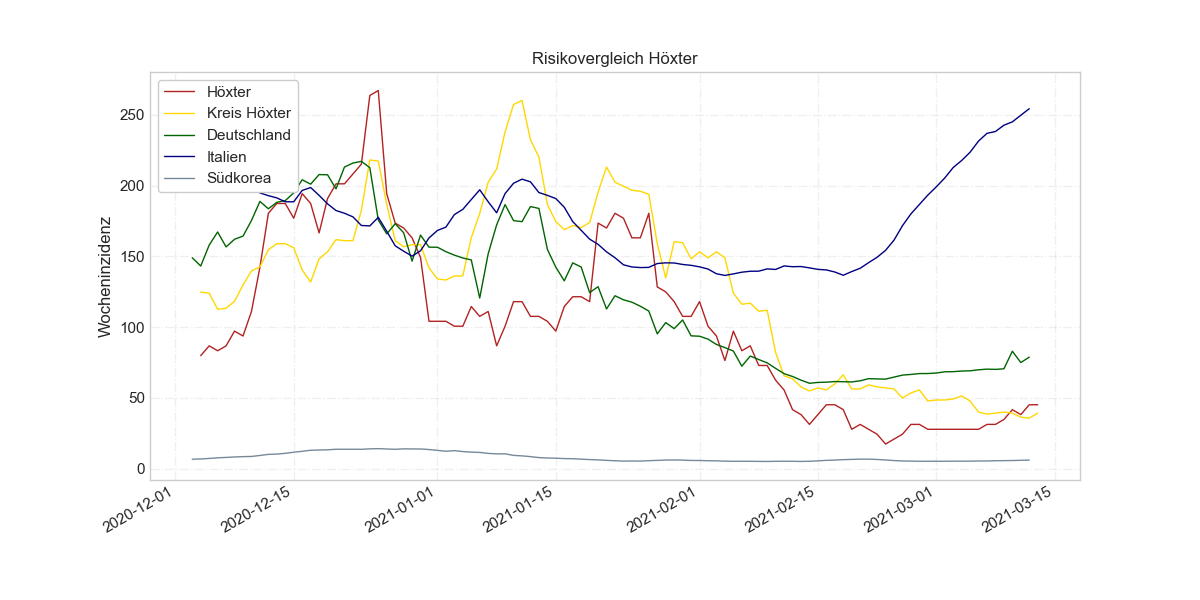 Risikovergleich Höxter
Höxter
Kreis Höxter
Deutschland
Italien
Südkorea
Wocheninzidenz
250
200
150
100
50
0
2020-12-01
2020-12-15
2021-01-01
2021-01-15
2021-02-01
2021-02-15
2021-03-01
2021-03-15